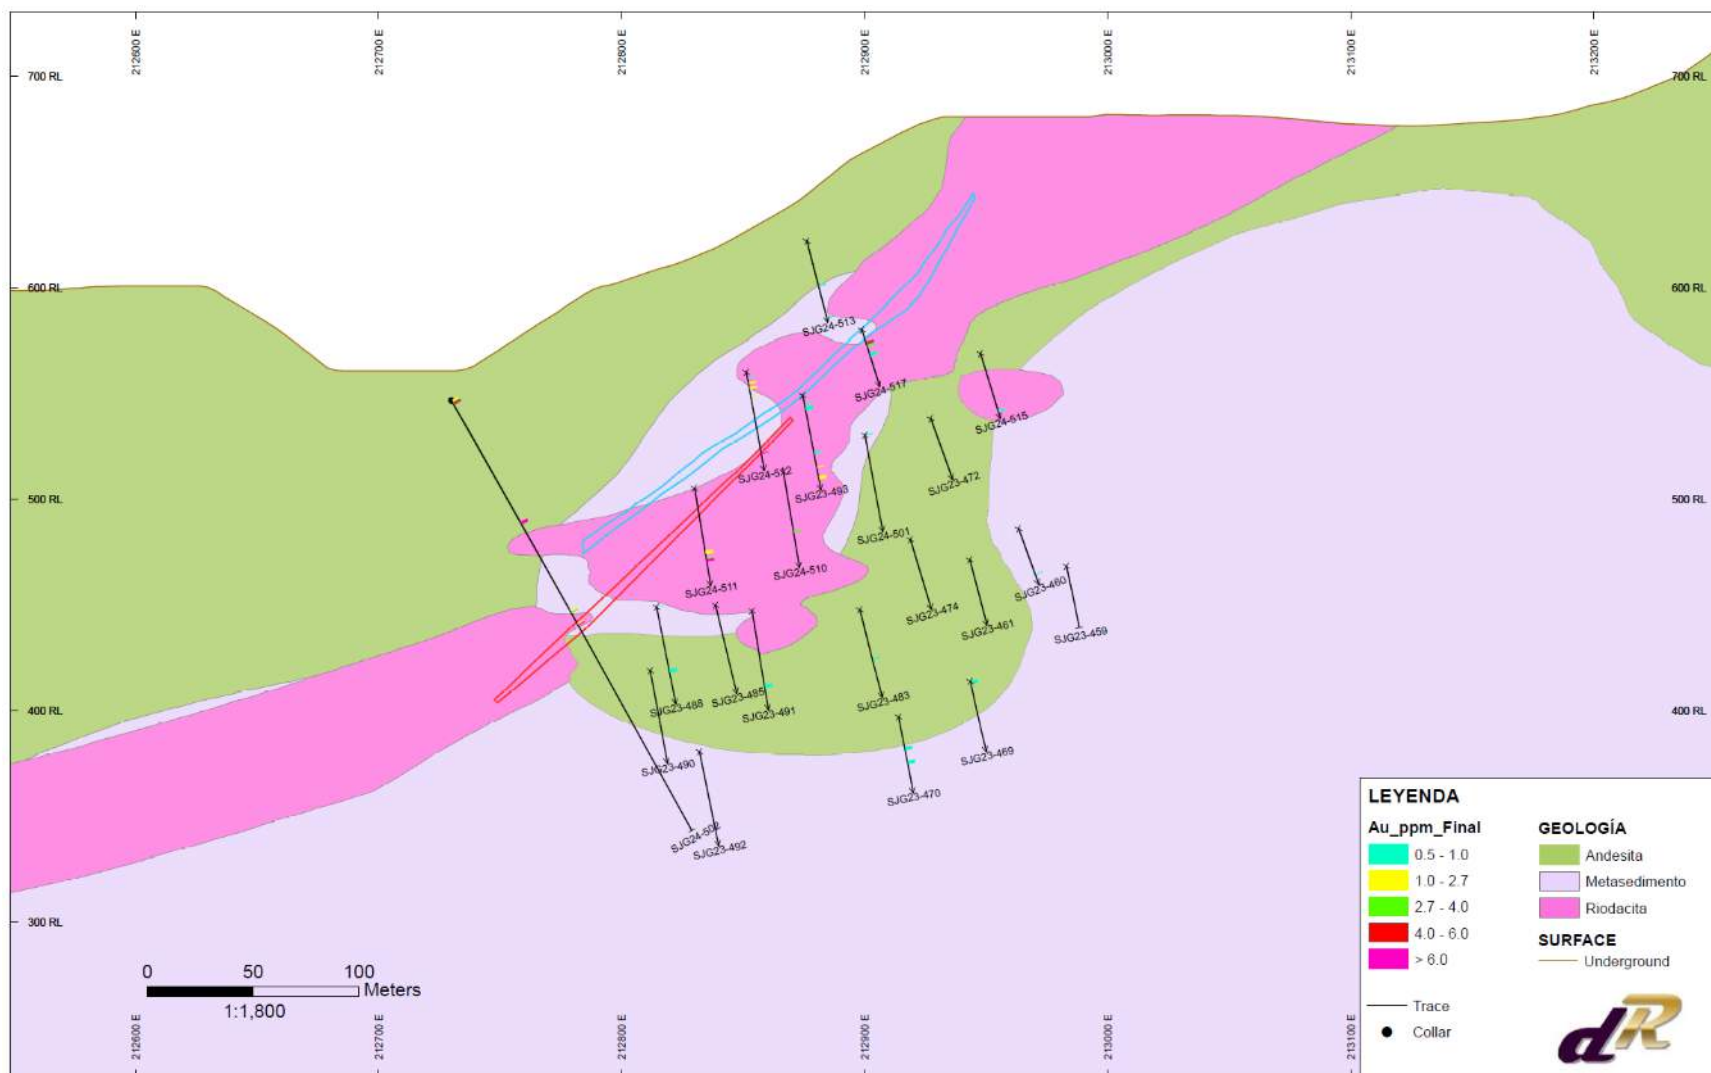 212600 E
212700 E
212800 E
212900 E
213000 E
213100 E
213200 E
700 RL
700 RL
600 RL
600 RL
500 RL
500 RL
400 RL
400 RL
300 RL
SJG24-513
SJG24-517
SJG24-515
SJG24-512
SJG23-493
SJG23-472
SJG24-501
SJG24-511
SJG24-510
SJG23-474
SJG23-460
SJG23-461
SJG23-459
SJG23-488
SJG23-485
SJG23-491
SJG23-483
SJG23-490
SJG23-469
SJG23-470
SJG24-502
SJG23-492
0 50 100
Meters
1:1,800
212600 E
212700 E
212800 E
212900 E
213000 E
213100 E
LEYENDA
Au_ppm_Final
0.5 - 1.0
1.0 - 2.7
2.7 - 4.0
4.0 - 6.0
> 6.0
Trace
Collar
GEOLOGÍA
Andesita
Metasedimento
Riodacita
SURFACE
Underground
dR